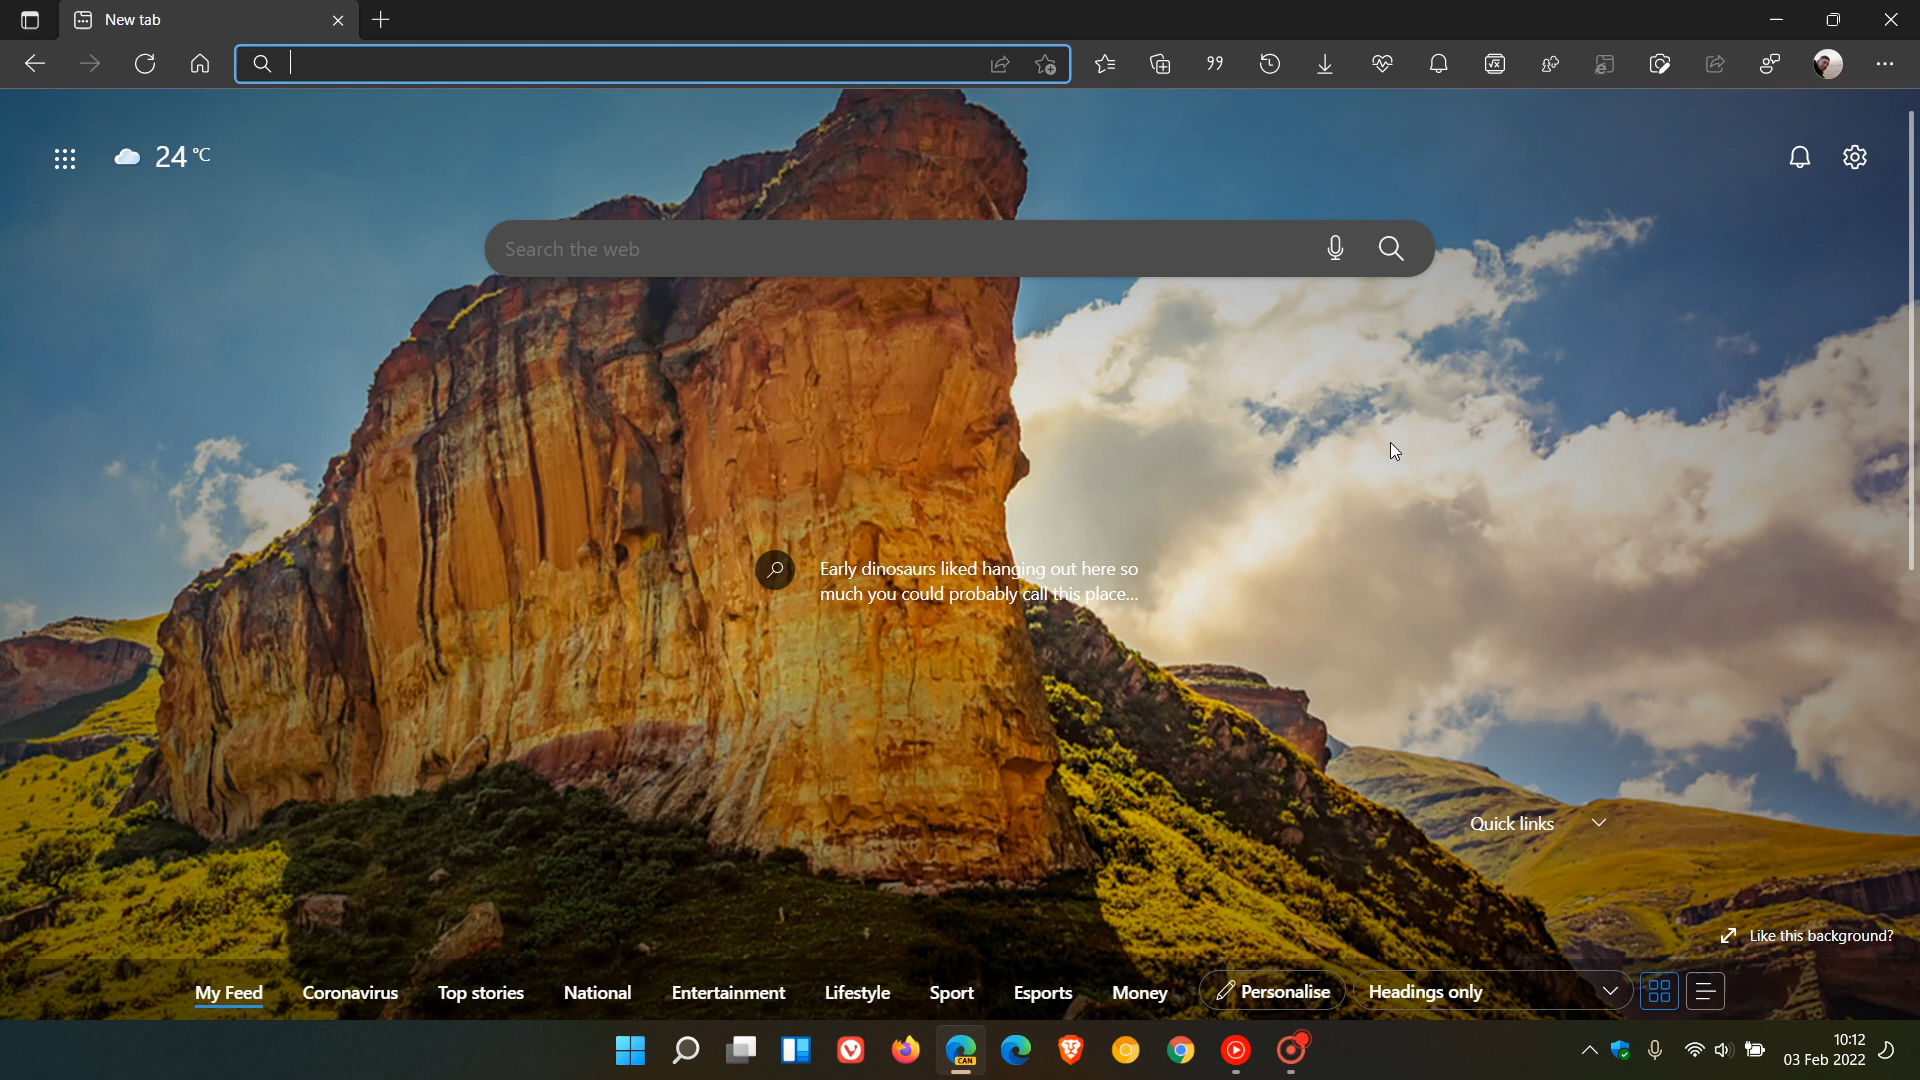 New tab
24 °C
Search the web
Early dinosaurs liked hanging out here so
much you could probably call this place...
Quick links
Like this background?
My Feed
Coronavirus
Top stories
National
Entertainment
Lifestyle
Sport
Esports
Money
Personalise
Headings only
CAN
10:12
03 Feb 2022